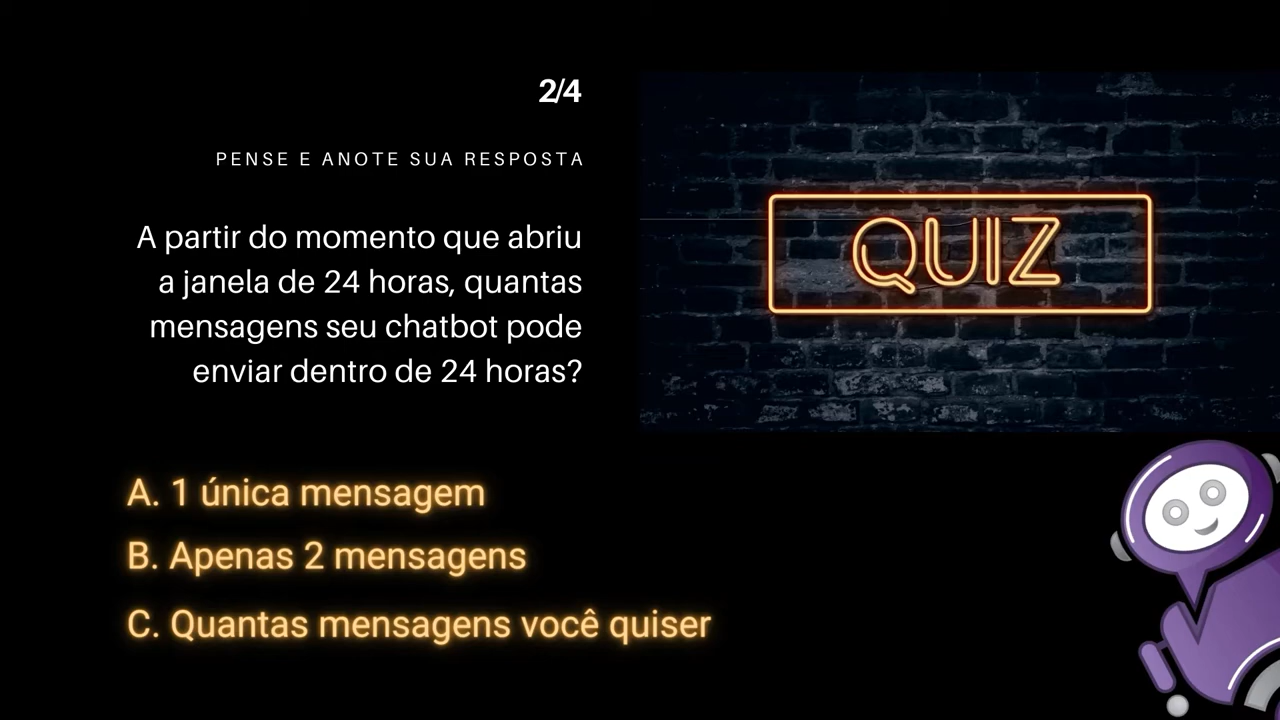 2/4
PENSE E ANOTE SUA RESPOSTA
A partir do momento que abriu
a janela de 24 horas, quantas
mensagens seu chatbot pode
enviar dentro de 24 horas?
QUIZ
A. 1 única mensagem
B. Apenas 2 mensagens
C. Quantas mensagens você quiser